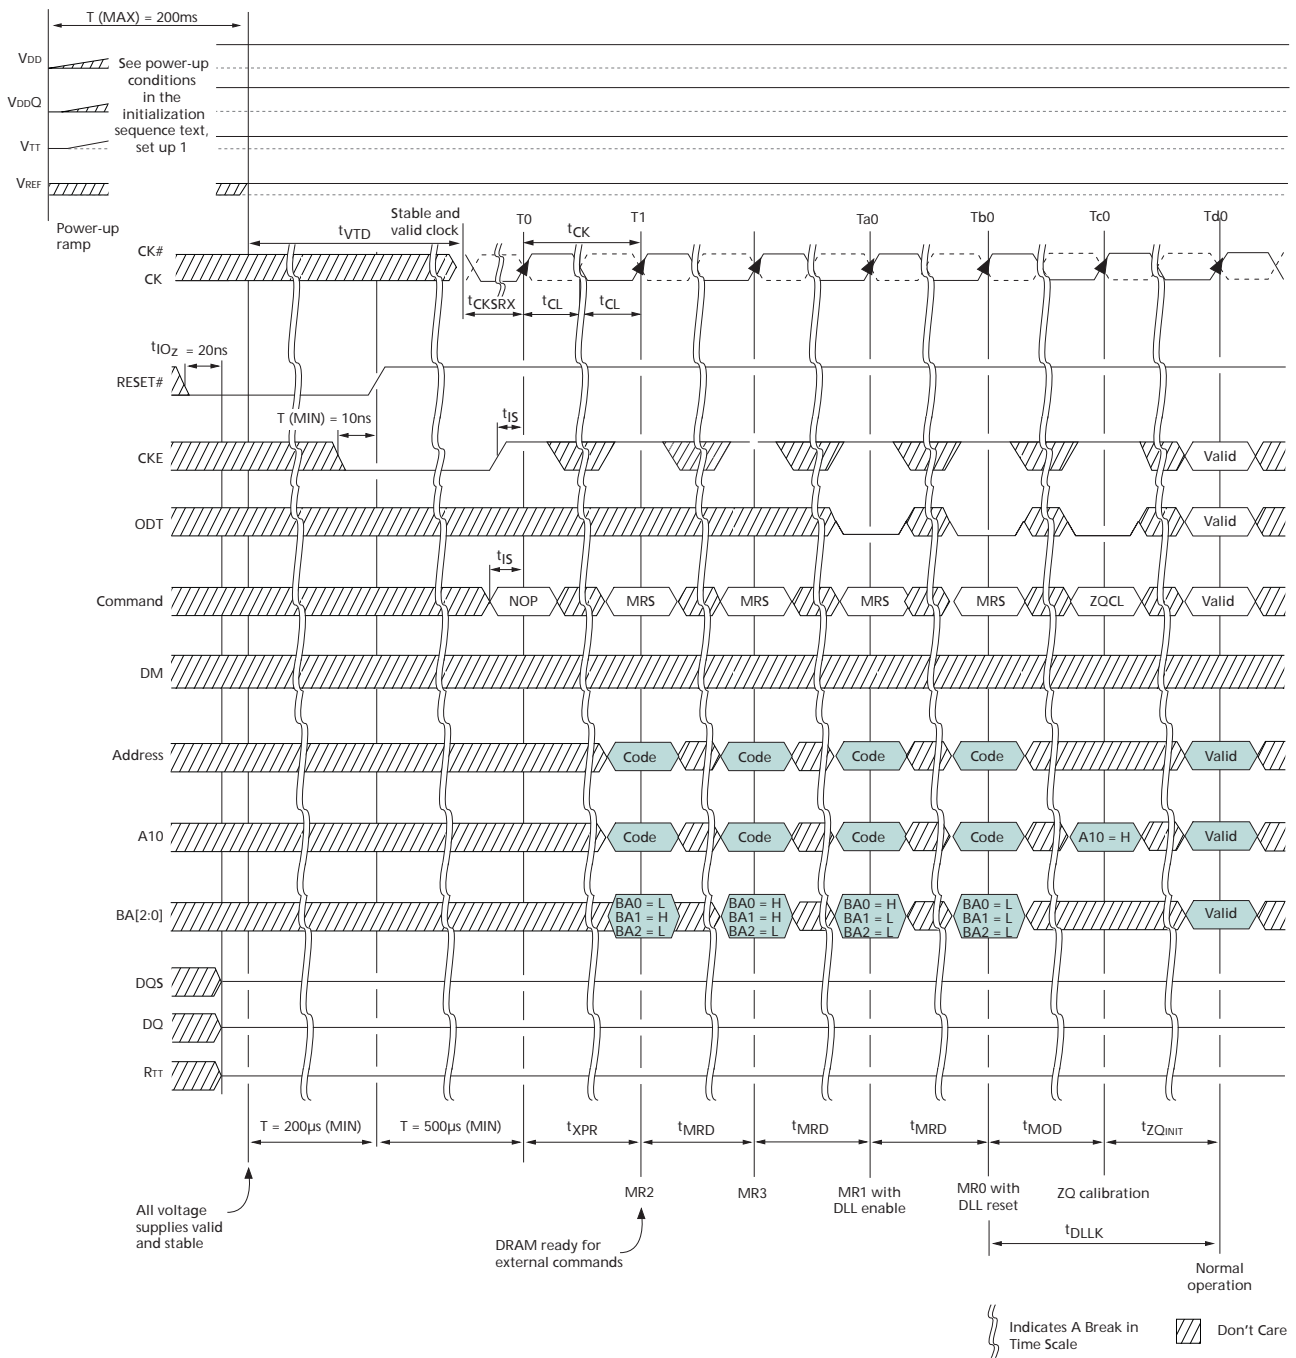 T (MAX) = 200ms
VDD
See power-up
conditions
in the
initialization
sequence text,
set up 1
VDDQ
VTT
VREF
Power-up
ramp
tVTD
Stable and
valid clock
T0
T1
Ta0
Tb0
Tc0
Td0
tCK
CK#
CK
tCKSRX
tCL
tCL
tIOZ = 20ns
RESET#
T (MIN) = 10ns
tIS
CKE
Valid
ODT
Valid
tIS
Command
NOP
MRS
MRS
MRS
MRS
ZQCL
Valid
DM
Address
Code
Code
Code
Code
Valid
A10
Code
Code
Code
Code
A10 = H
Valid
BA[2:0]
BA0 = L
BA1 = H
BA2 = L
BA0 = H
BA1 = H
BA2 = L
BA0 = H
BA1 = L
BA2 = L
BA0 = L
BA1 = L
BA2 = L
Valid
DQS
DQ
RTT
T = 200µs (MIN)
T = 500µs (MIN)
tXPR
tMRD
tMRD
tMRD
tMOD
tZQINIT
MR2
MR3
MR1 with
DLL enable
MR0 with
DLL reset
ZQ calibration
All voltage
supplies valid
and stable
DRAM ready for
external commands
tDLLK
Normal
operation
Indicates A Break in
Time Scale
Don't Care